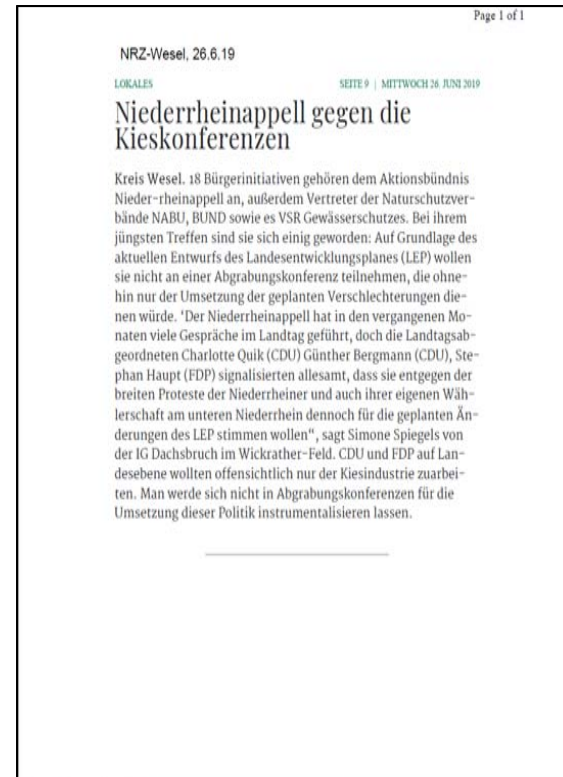 Page 1 of 1
NRZ-Wesel, 26.6.19
LOKALES SEITE 9 | MITTWOCH 26. JUNI 2019
Niederrheinappell gegen die
Kieskonferenzen
Kreis Wesel. 18 Bürgerinitiativen gehören dem Aktionsbündnis
Nieder-rheinappell an, außerdem Vertreter der Naturschutzver-
bände NABU, BUND sowie es VSR Gewässerschutzes. Bei ihrem
jüngsten Treffen sind sie sich einig geworden: Auf Grundlage des
aktuellen Entwurfs des Landesentwicklungsplanes (LEP) wollen
sie nicht an einer Abgrabungskonferenz teilnehmen, die ohne-
hin nur der Umsetzung der geplanten Verschlechterungen die-
nen würde. 'Der Niederrheinappell hat in den vergangenen Mo-
naten viele Gespräche im Landtag geführt, doch die Landtagsab-
geordneten Charlotte Quik (CDU) Günther Bergmann (CDU), Ste-
phan Haupt (FDP) signalisierten allesamt, dass sie entgegen der
breiten Proteste der Niederrheiner und auch ihrer eigenen Wäh-
lerschaft am unteren Niederrhein dennoch für die geplanten Än-
derungen des LEP stimmen wollen“, sagt Simone Spiegels von
der IG Dachsbruch im Wickrather-Feld. CDU und FDP auf Lan-
desebene wollten offensichtlich nur der Kiesindustrie zuarbei-
ten. Man werde sich nicht in Abgrabungskonferenzen für die
Umsetzung dieser Politik instrumentalisieren lassen.